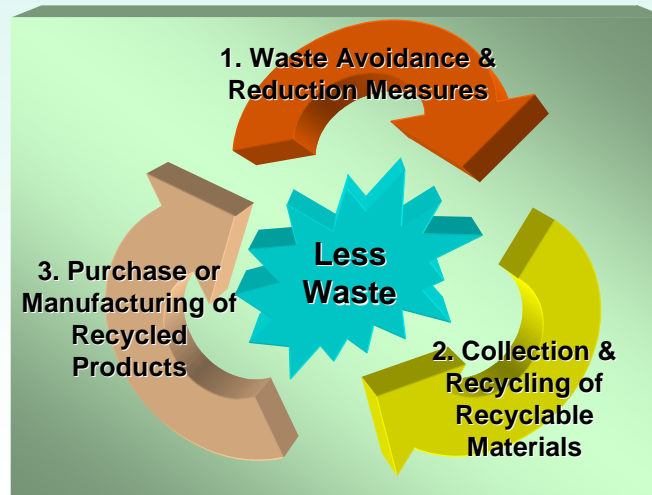 1. Waste Avoidance &
Reduction Measures
Less
Waste
2. Collection &
Recycling of
Recyclable
Materials
3. Purchase or
Manufacturing of
Recycled
Products